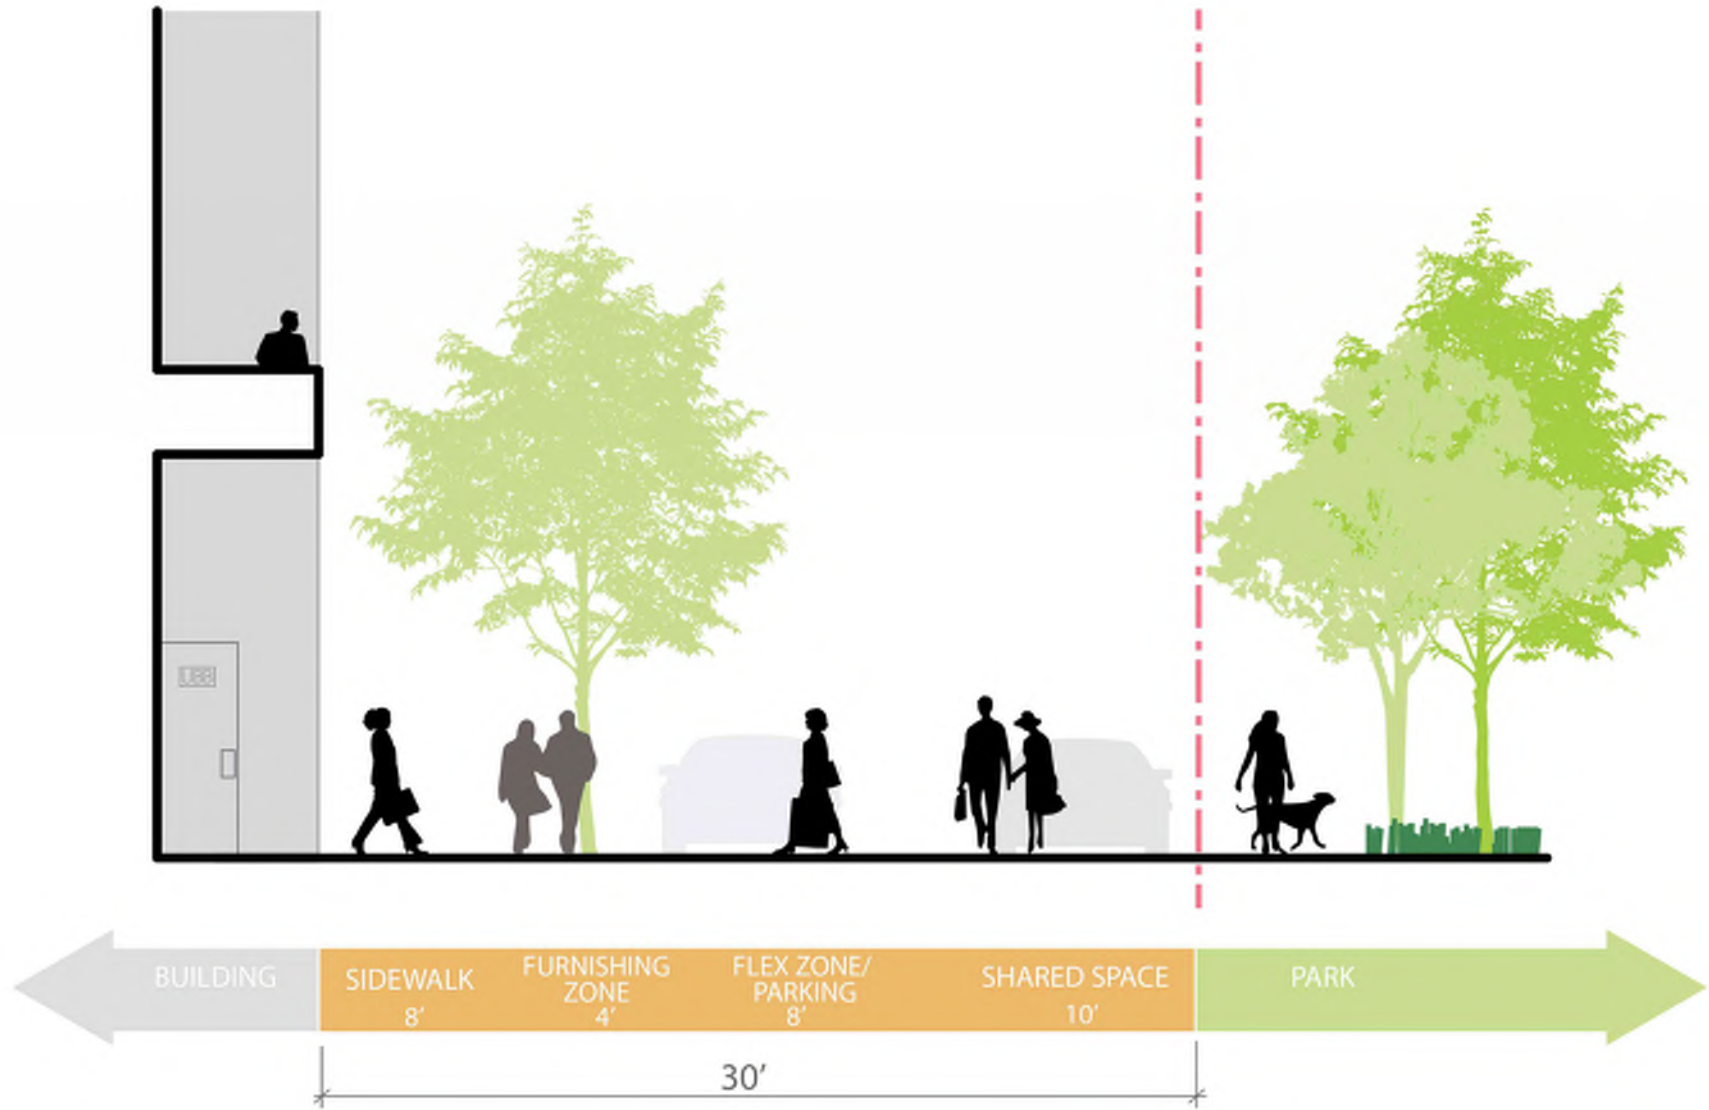 BUILDING
SIDEWALK
8'
FURNISHING
ZONE
4'
FLEX ZONE/
PARKING
8'
SHARED SPACE
10'
PARK
30'